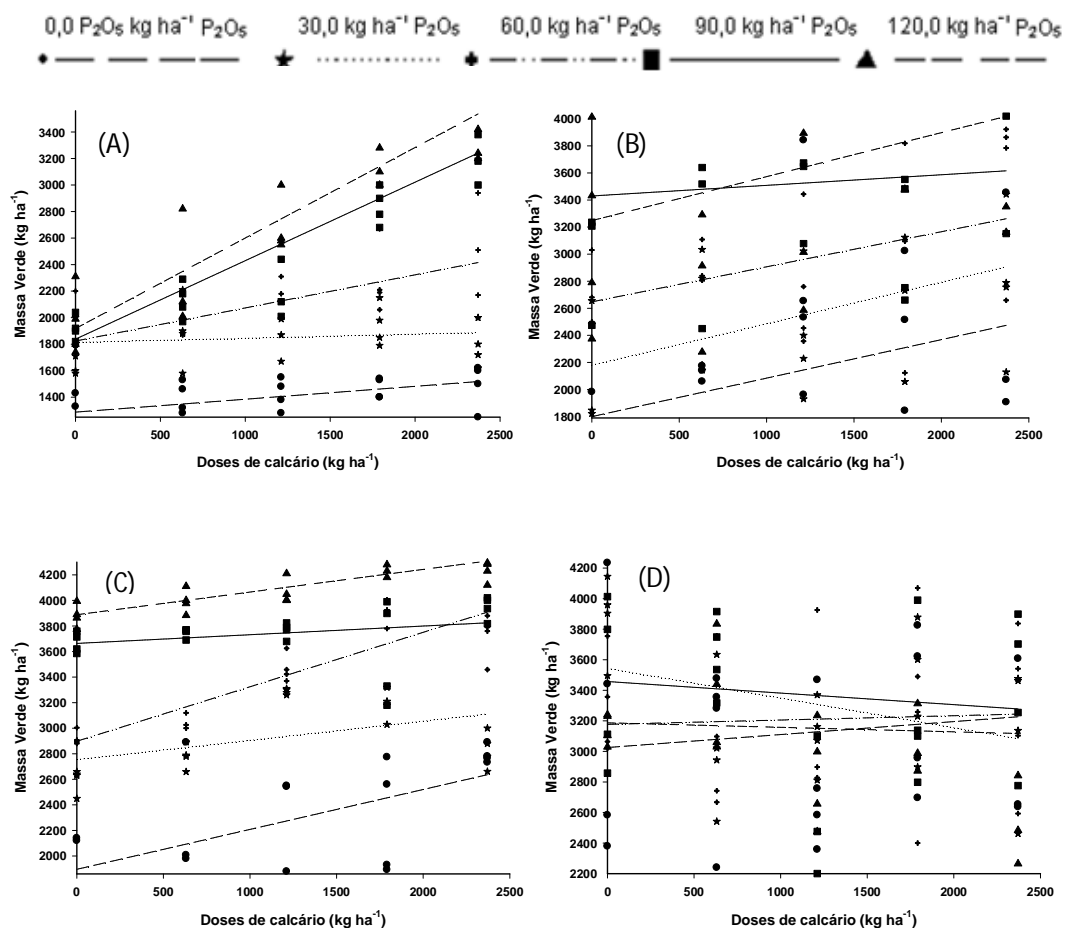 0,0 P₂O₅ kg ha⁻¹ P₂O₅ 30,0 kg ha⁻¹ P₂O₅ 60,0 kg ha⁻¹ P₂O₅ 90,0 kg ha⁻¹ P₂O₅ 120,0 kg ha⁻¹ P₂O₅
(A)
Massa Verde (kg ha⁻¹)
3400
3200
3000
2800
2600
2400
2200
2000
1800
1600
1400
0 500 1000 1500 2000 2500
Doses de calcário (kg ha⁻¹)
(B)
Massa Verde (kg ha⁻¹)
4000
3800
3600
3400
3200
3000
2800
2600
2400
2200
2000
1800
0 500 1000 1500 2000 2500
Doses de calcário (kg ha⁻¹)
(C)
Massa Verde (kg ha⁻¹)
4200
4000
3800
3600
3400
3200
3000
2800
2600
2400
2200
2000
0 500 1000 1500 2000 2500
Doses de calcário (kg ha⁻¹)
(D)
Massa Verde (kg ha⁻¹)
4200
4000
3800
3600
3400
3200
3000
2800
2600
2400
2200
0 500 1000 1500 2000 2500
Doses de calcário (kg ha⁻¹)